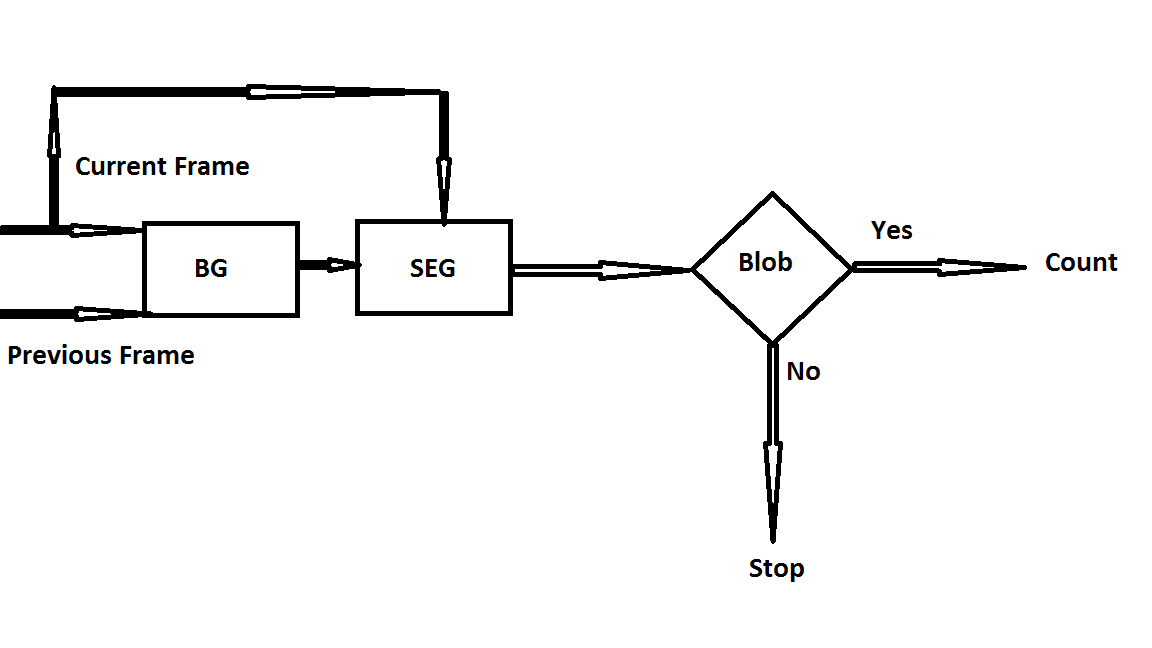 Current Frame
BG
SEG
Previous Frame
Blob
Yes
Count
No
Stop